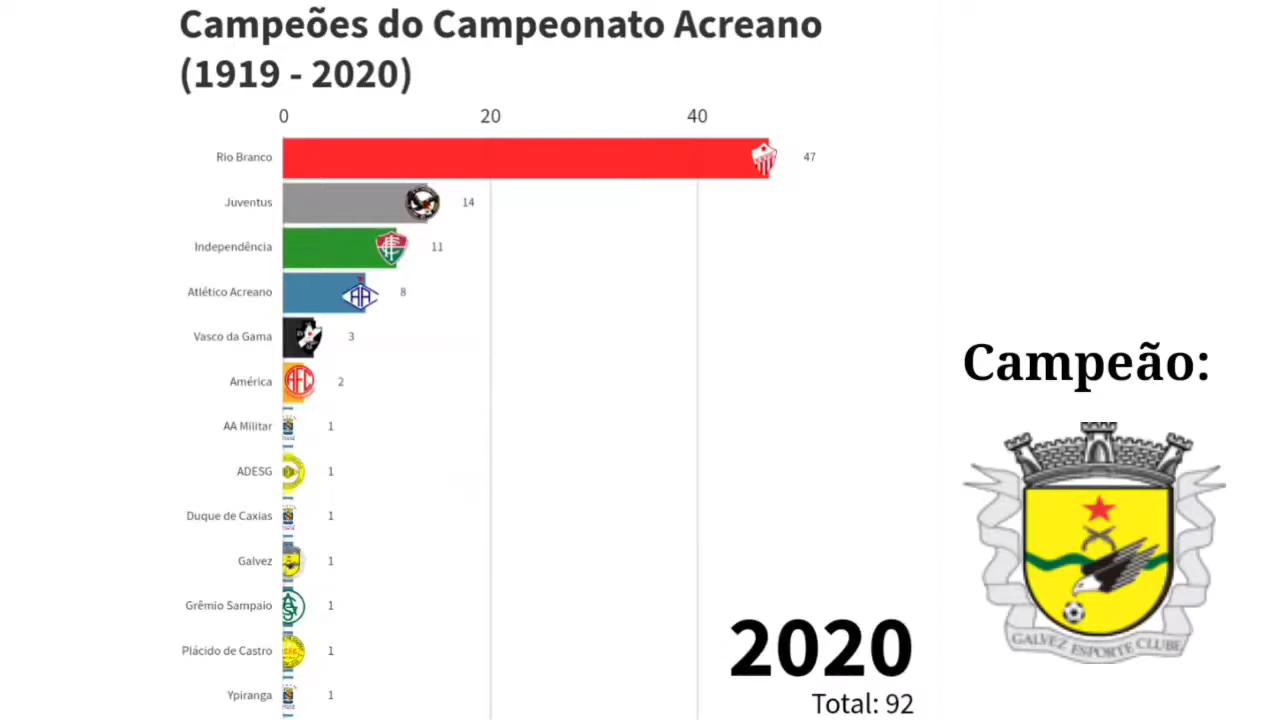 Campeões do Campeonato Acreano
(1919 - 2020)
0 20 40
Rio Branco 47
Juventus 14
Independência 11
Atlético Acreano 8
Vasco da Gama 3
América 2
AA Militar 1
ADESG 1
Duque de Caxias 1
Galvez 1
Grêmio Sampaio 1
Plácido de Castro 1
Ypiranga 1
2020
Total: 92
Campeão:
GALVEZ ESPORTE CLUBE